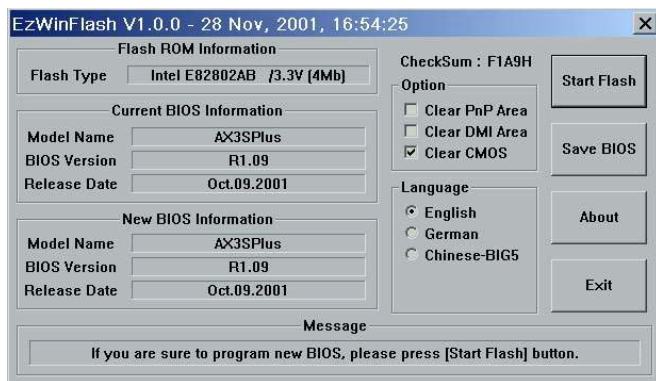 EzWinFlash V1.0.0 - 28 Nov, 2001, 16:54:25
Flash ROM Information
Flash Type Intel E82802AB /3.3V (4Mb)
Current BIOS Information
Model Name AX3SPlus
BIOS Version R1.09
Release Date Oct.09.2001
New BIOS Information
Model Name AX3SPlus
BIOS Version R1.09
Release Date Oct.09.2001
CheckSum : F1A9H
Option
Clear PnP Area
Clear DMI Area
Clear CMOS
Language
English
German
Chinese-BIG5
Start Flash
Save BIOS
About
Exit
Message
If you are sure to program new BIOS, please press [Start Flash] button.